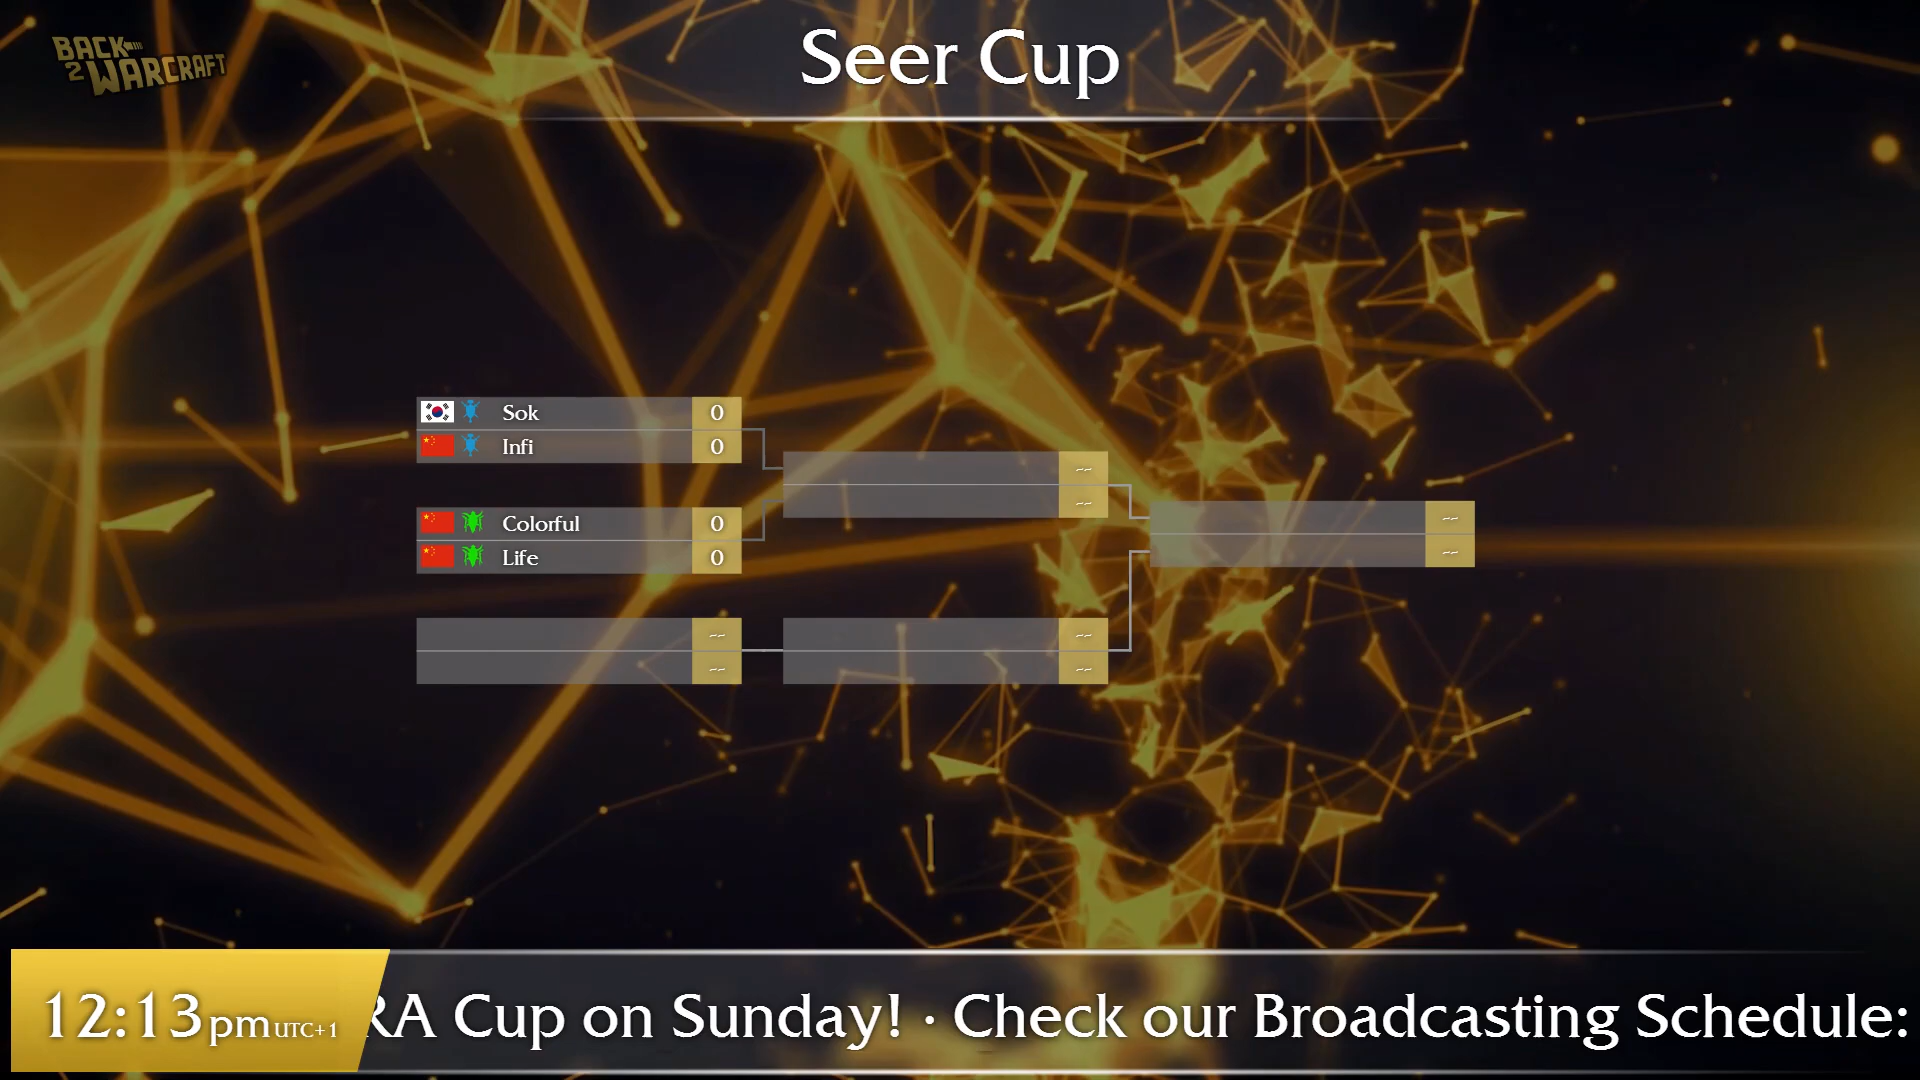 BACK
2 WARCRAFT
Seer Cup
Sok 0
Infi 0
Colorful 0
Life 0
--
--
--
--
--
--
--
--
12:13pm UTC+1
RA Cup on Sunday! · Check our Broadcasting Schedule: